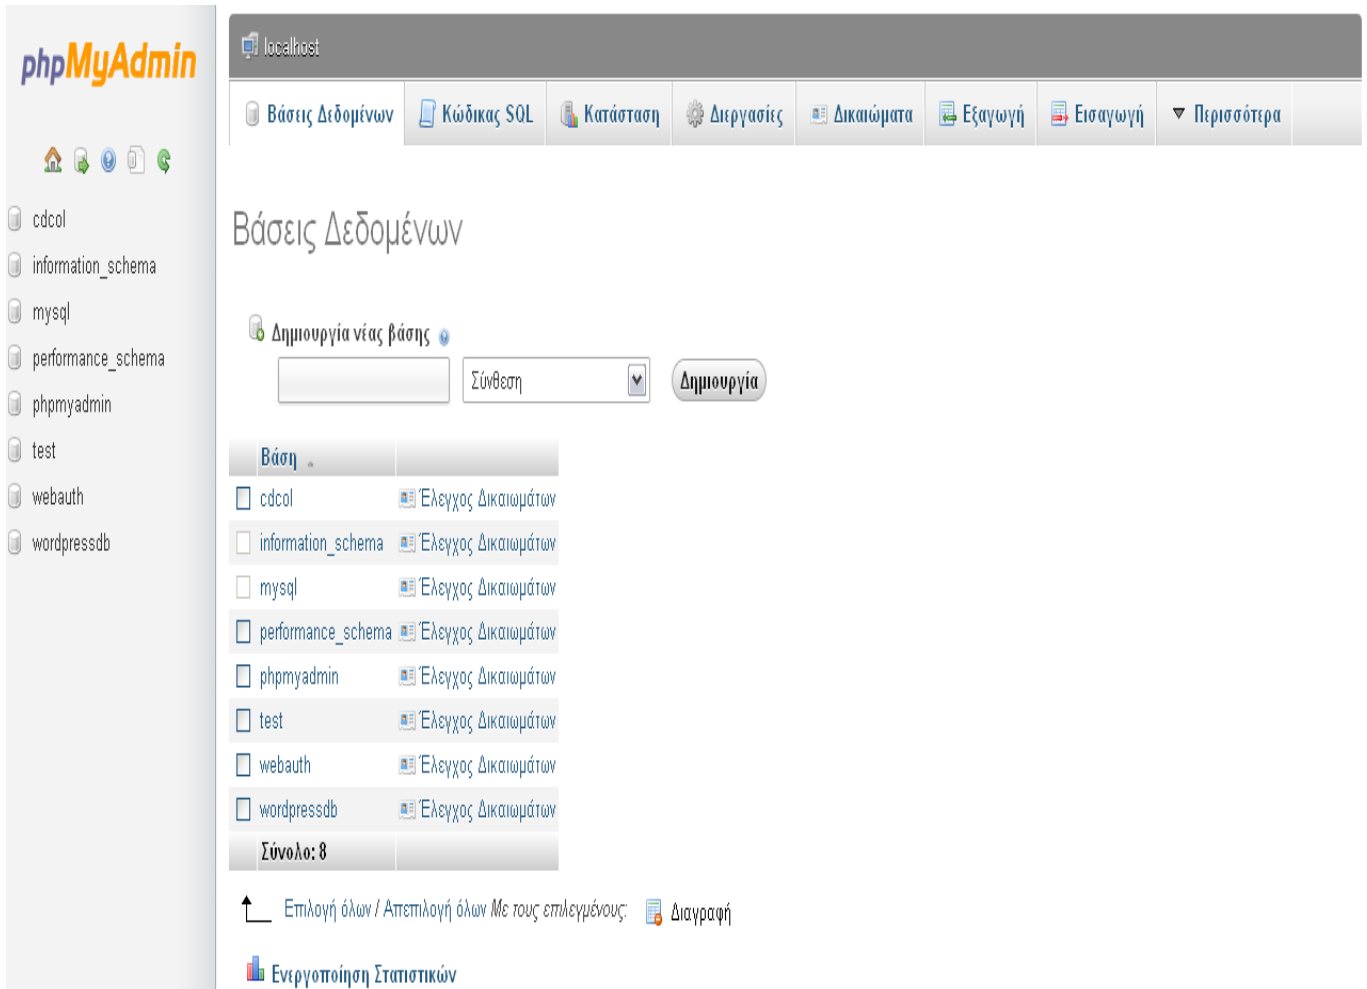 phpMyAdmin
cdcol
information_schema
mysql
performance_schema
phpmyadmin
test
webauth
wordpressdb
localhost
Βάσεις Δεδομένων Κώδικας SQL Κατάσταση Διεργασίες Δικαιώματα Εξαγωγή Εισαγωγή Περισσότερα
Βάσεις Δεδομένων
Δημιουργία νέας βάσης
Σύνθεση Δημιουργία
Βάση
cdcol Έλεγχος Δικαιωμάτων
information_schema Έλεγχος Δικαιωμάτων
mysql Έλεγχος Δικαιωμάτων
performance_schema Έλεγχος Δικαιωμάτων
phpmyadmin Έλεγχος Δικαιωμάτων
test Έλεγχος Δικαιωμάτων
webauth Έλεγχος Δικαιωμάτων
wordpressdb Έλεγχος Δικαιωμάτων
Σύνολο: 8
Επιλογή όλων / Απεπιλογή όλων Με τους επιλεγμένους: Διαγραφή
Ενεργοποίηση Στατιστικών